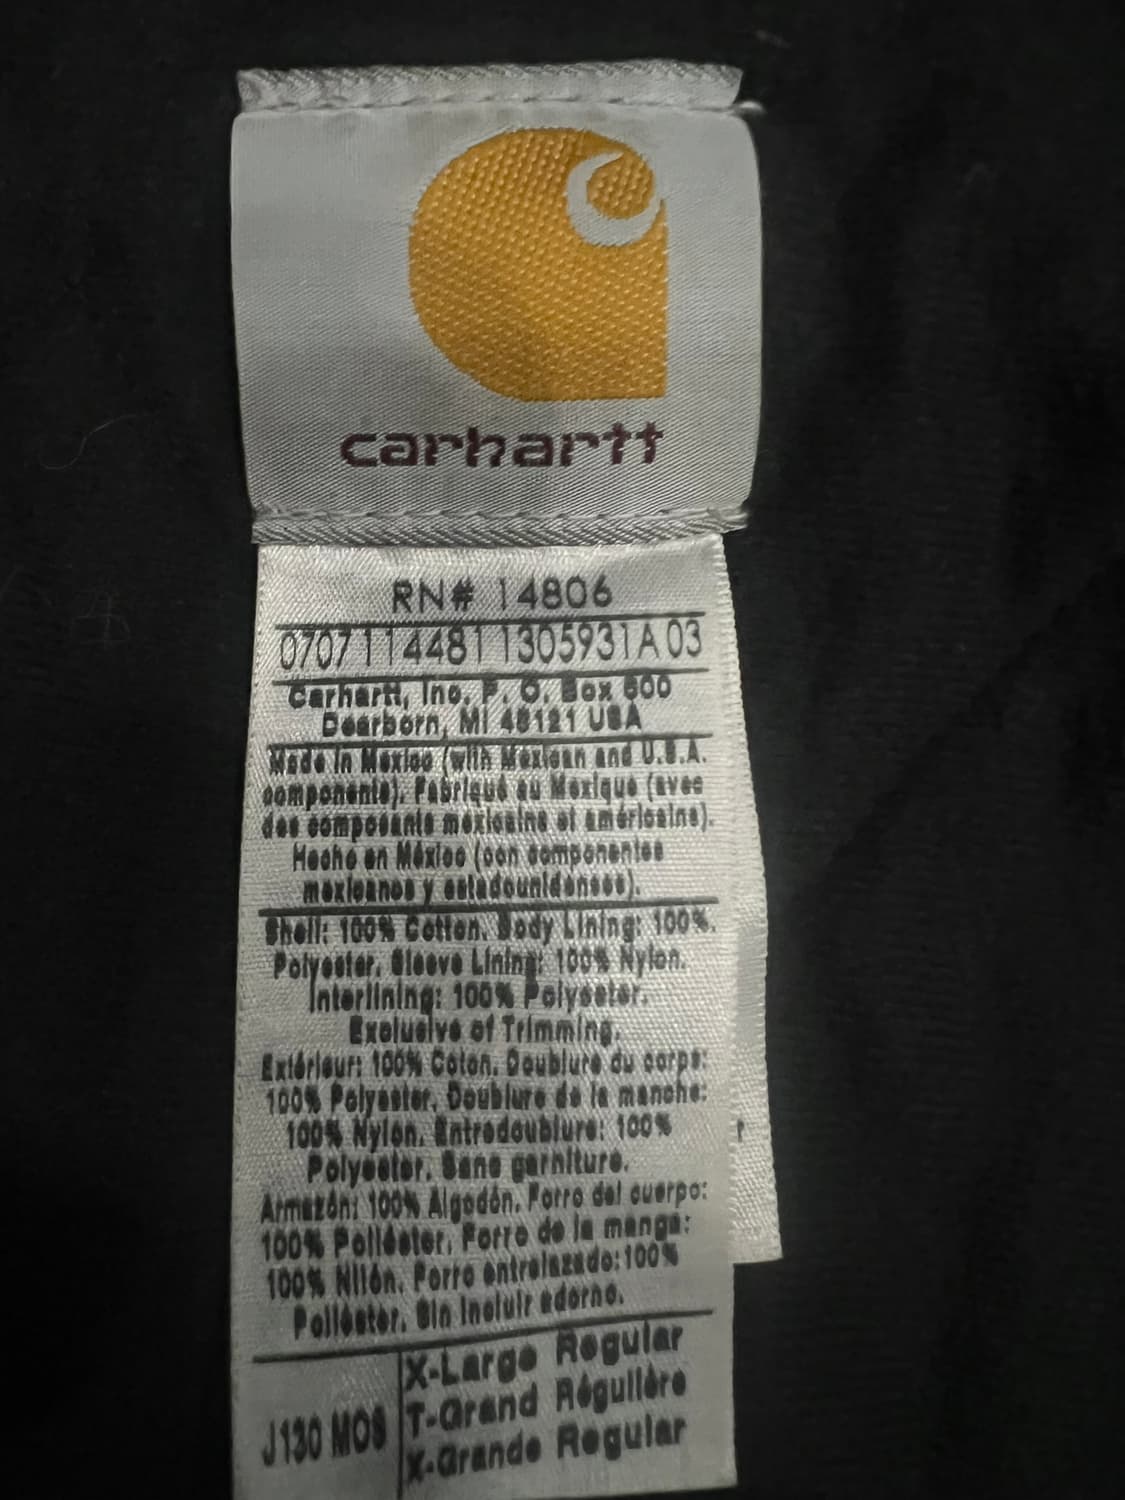 carhartt
RN# 14806
0707114481 1305931A 03
Carhartt, Inc. P. O. Box 600
Dearborn, MI 48121 USA
Made in Mexico (with Mexican and U.S.A.
components). Fabriqué au Mexique (avec
des composants mexicains et américains).
Hecho en México (con componentes
mexicanos y estadounidenses).
Shell: 100% Cotton. Body Lining: 100%.
Polyester. Sleeve Lining: 100% Nylon.
Interlining: 100% Polyester.
Exclusive of Trimming.
Extérieur: 100% Coton. Doublure du corps:
100% Polyester. Doublure de la manche:
100% Nylon. Entredoublure: 100%
Polyester. Sans garniture.
Armazón: 100% Algodón. Forro del cuerpo:
100% Poliéster. Forro de la manga:
100% Nilón. Forro entrelazado: 100%
Poliéster. Sin incluir adorno.
J130 MOS
X-Large Regular
T-Grand Régulière
X-Grande Regular